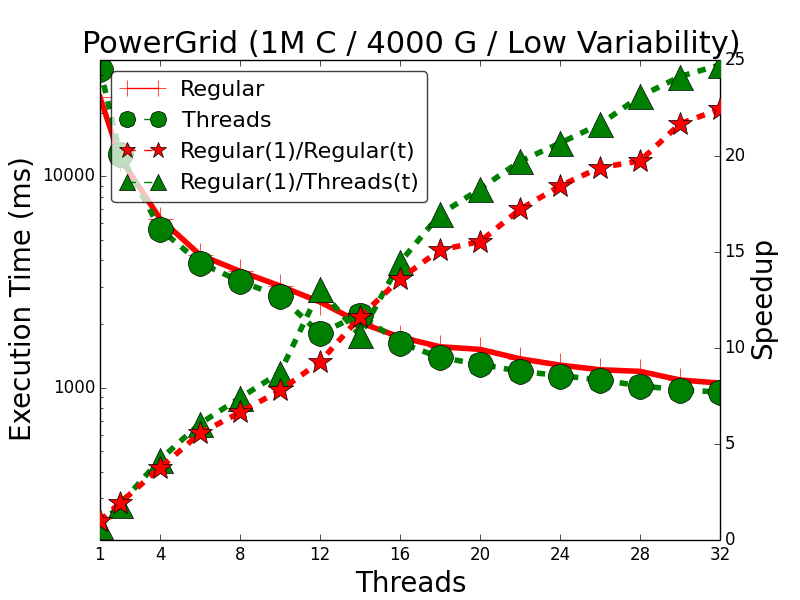 PowerGrid (1M C / 4000 G / Low Variability)
Regular
Threads
Regular(1)/Regular(t)
Regular(1)/Threads(t)
Execution Time (ms)
10000
1000
Speedup
25
20
15
10
5
0
1 4 8 12 16 20 24 28 32
Threads